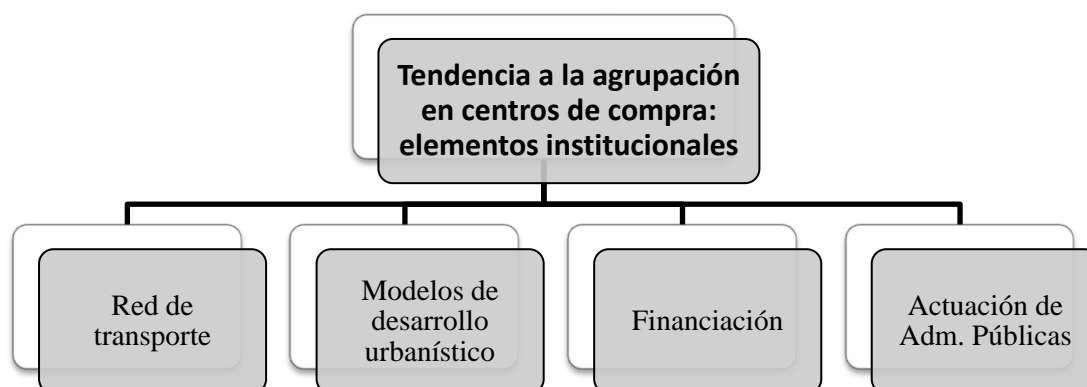 Tendencia a la agrupación
en centros de compra:
elementos institucionales
Red de
transporte
Modelos de
desarrollo
urbanístico
Financiación
Actuación de
Adm. Públicas